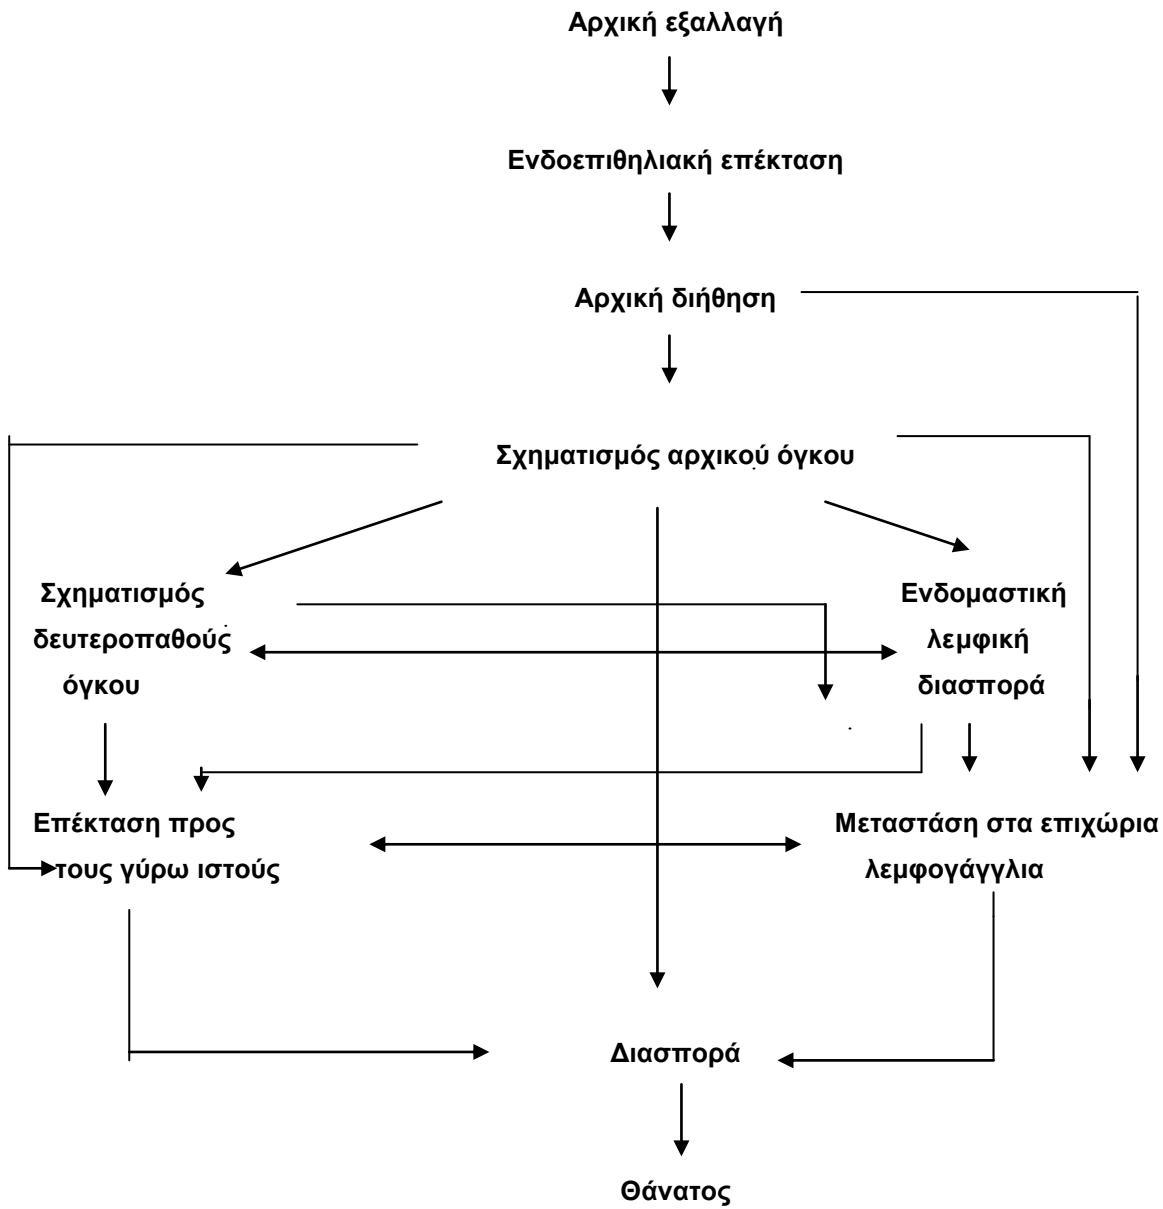 Αρχική εξαλλαγή
Ενδοεπιθηλιακή επέκταση
Αρχική διήθηση
Σχηματισμός αρχικού όγκου
Σχηματισμός
δευτεροπαθούς
όγκου
Ενδομαστική
λεμφική
διασπορά
Επέκταση προς
τους γύρω ιστούς
Μεταστάση στα επιχώρια
λεμφογάγγλια
Διασπορά
Θάνατος